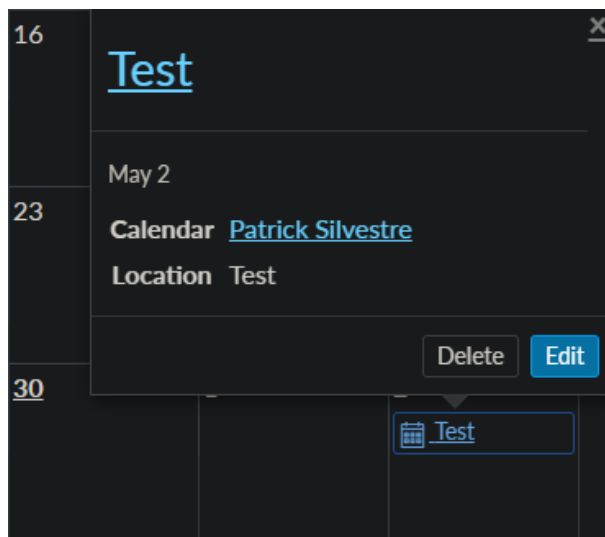 16
x
Test
May 2
23
Calendar Patrick Silvestre
Location Test
Delete Edit
30
Test